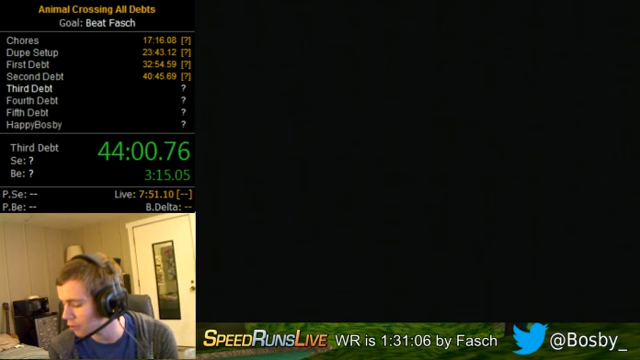 Animal Crossing All Debts
Goal: Beat Fasch
Chores 17:16.08 [?]
Dupe Setup 23:43.12 [?]
First Debt 32:54.59 [?]
Second Debt 40:45.69 [?]
Third Debt ?
Fourth Debt ?
Fifth Debt ?
HappyBosby ?
Third Debt 44:00.76
Se: ?
Be: ? 3:15.05
P.Se: -- Live: 7:51.10 [--]
P.Be: -- B.Delta: --
SPEEDRUNSLIVE WR is 1:31:06 by Fasch @Bosby_